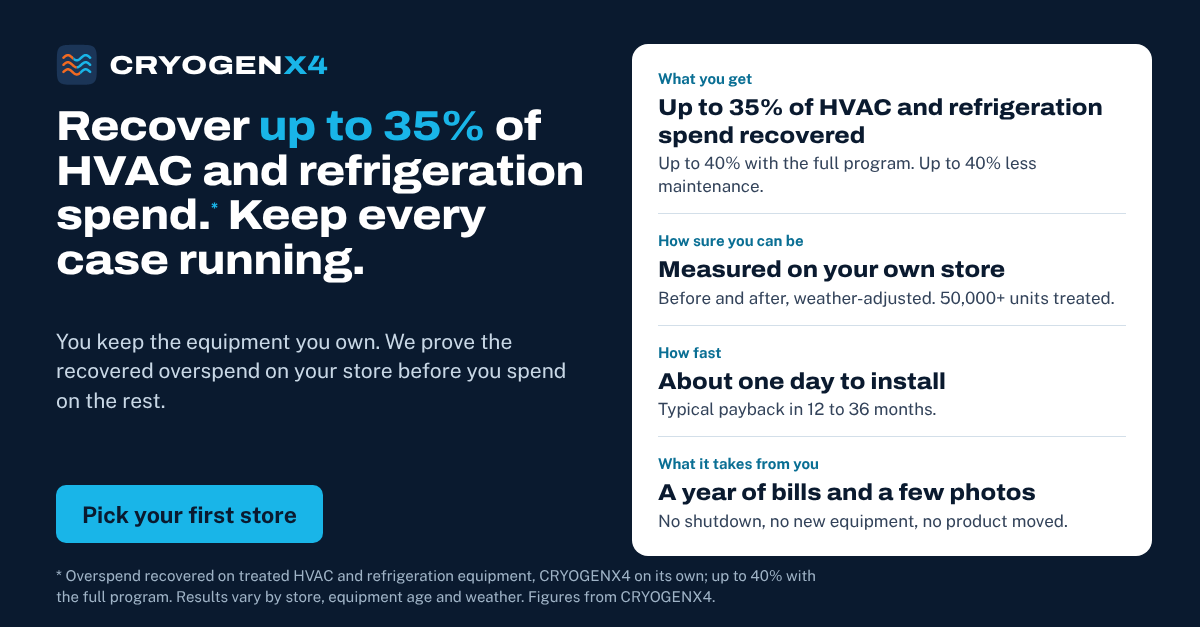 CRYOGENX4
Recover up to 35% of
HVAC and refrigeration
spend.* Keep every
case running.
You keep the equipment you own. We prove the
recovered overspend on your store before you spend
on the rest.
Pick your first store
What you get
Up to 35% of HVAC and refrigeration
spend recovered
Up to 40% with the full program. Up to 40% less
maintenance.
How sure you can be
Measured on your own store
Before and after, weather-adjusted. 50,000+ units treated.
How fast
About one day to install
Typical payback in 12 to 36 months.
What it takes from you
A year of bills and a few photos
No shutdown, no new equipment, no product moved.
* Overspend recovered on treated HVAC and refrigeration equipment, CRYOGENX4 on its own; up to 40% with
the full program. Results vary by store, equipment age and weather. Figures from CRYOGENX4.